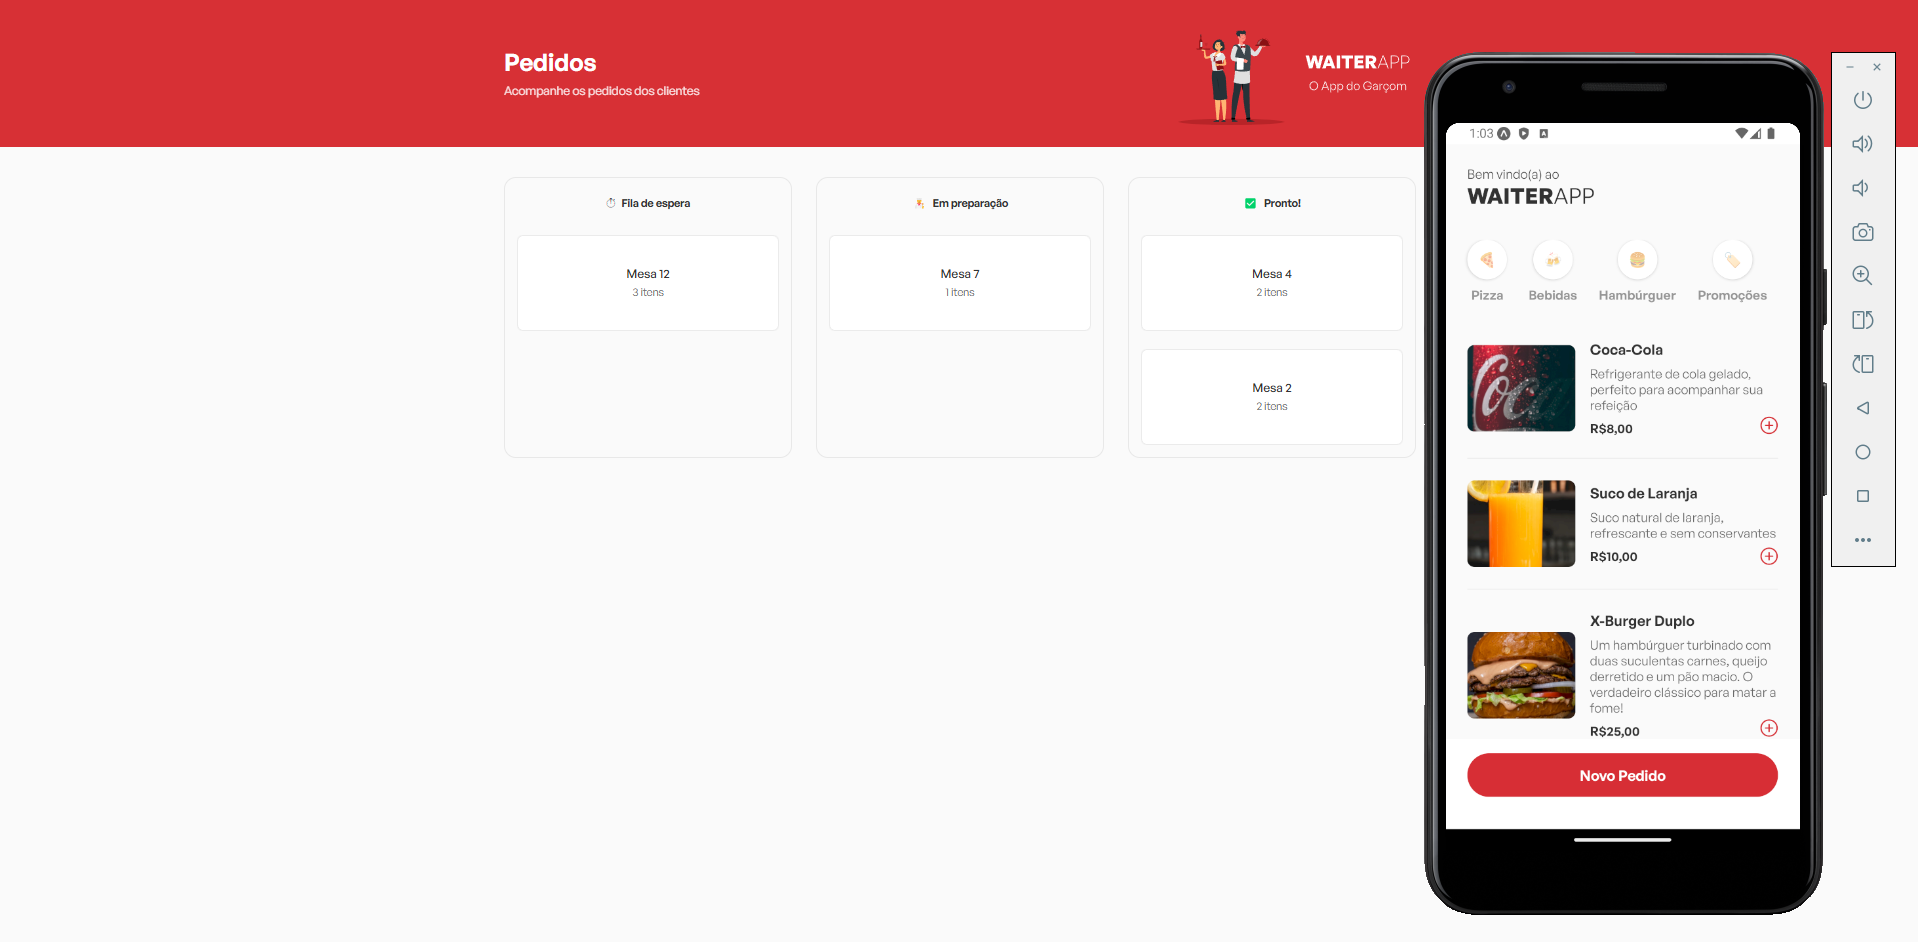 Pedidos
Acompanhe os pedidos dos clientes
WAITERAPP
O App do Garçom
Fila de espera
Mesa 12
3 itens
Em preparação
Mesa 7
1 itens
Pronto!
Mesa 4
2 itens
Mesa 2
2 itens
1:03
Bem vindo(a) ao
WAITERAPP
Pizza
Bebidas
Hambúrguer
Promoções
Coc
Coca-Cola
Refrigerante de cola gelado,
perfeito para acompanhar sua
refeição
R$8,00
Suco de Laranja
Suco natural de laranja,
refrescante e sem conservantes
R$10,00
X-Burger Duplo
Um hambúrguer turbinado com
duas suculentas carnes, queijo
derretido e um pão macio. O
verdadeiro clássico para matar a
fome!
R$25,00
Novo Pedido